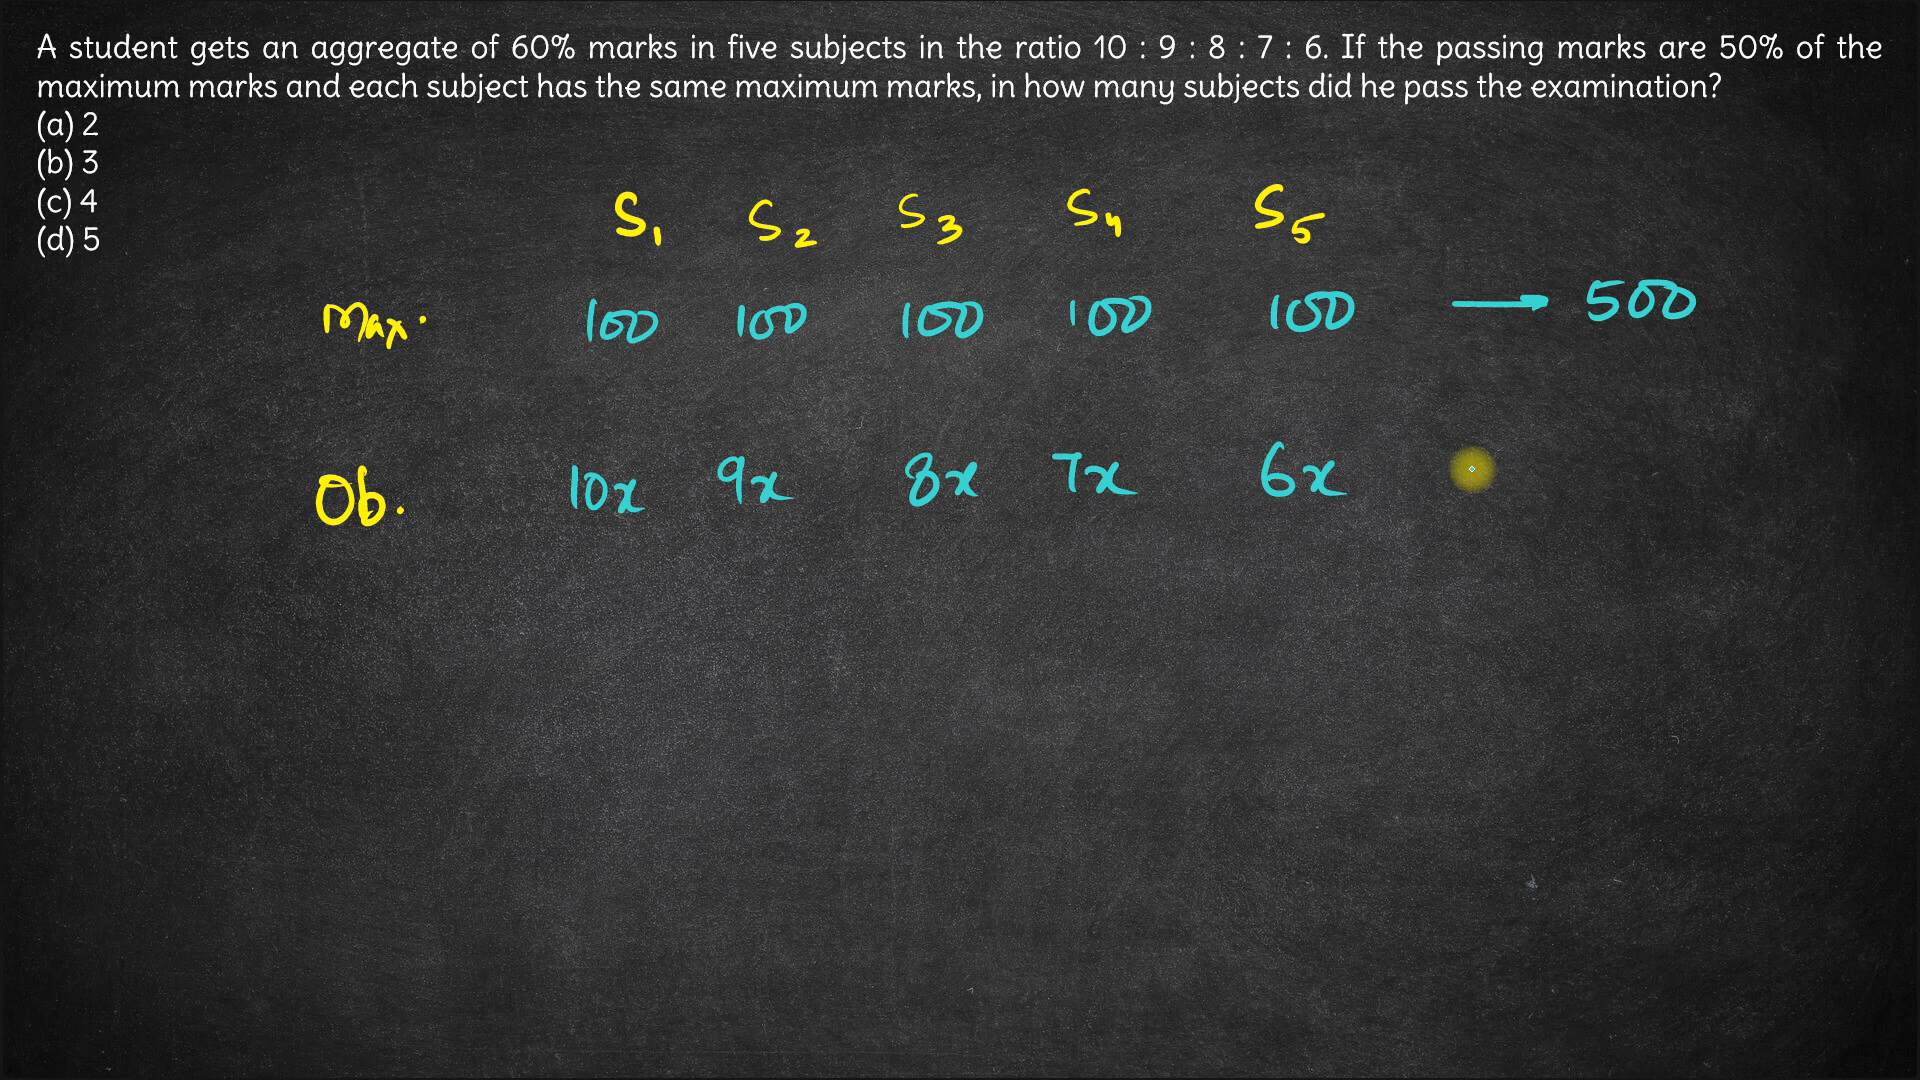 A student gets an aggregate of 60% marks in five subjects in the ratio 10 : 9 : 8 : 7 : 6. If the passing marks are 50% of the
maximum marks and each subject has the same maximum marks, in how many subjects did he pass the examination?
(a) 2
(b) 3
(c) 4
(d) 5
S₁ S₂ S₃ S₄ S₅
Max. 100 100 100 100 100 → 500
Ob. 10x 9x 8x 7x 6x